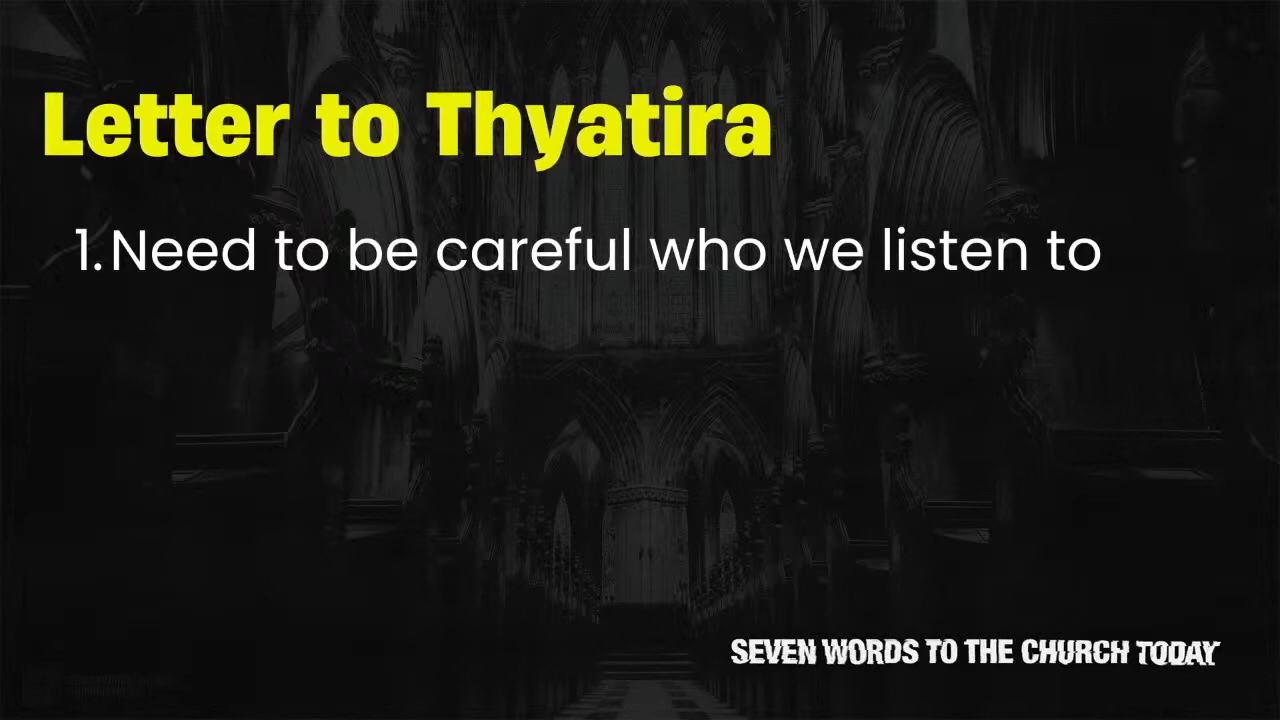 Letter to Thyatira
1. Need to be careful who we listen to
SEVEN WORDS TO THE CHURCH TODAY